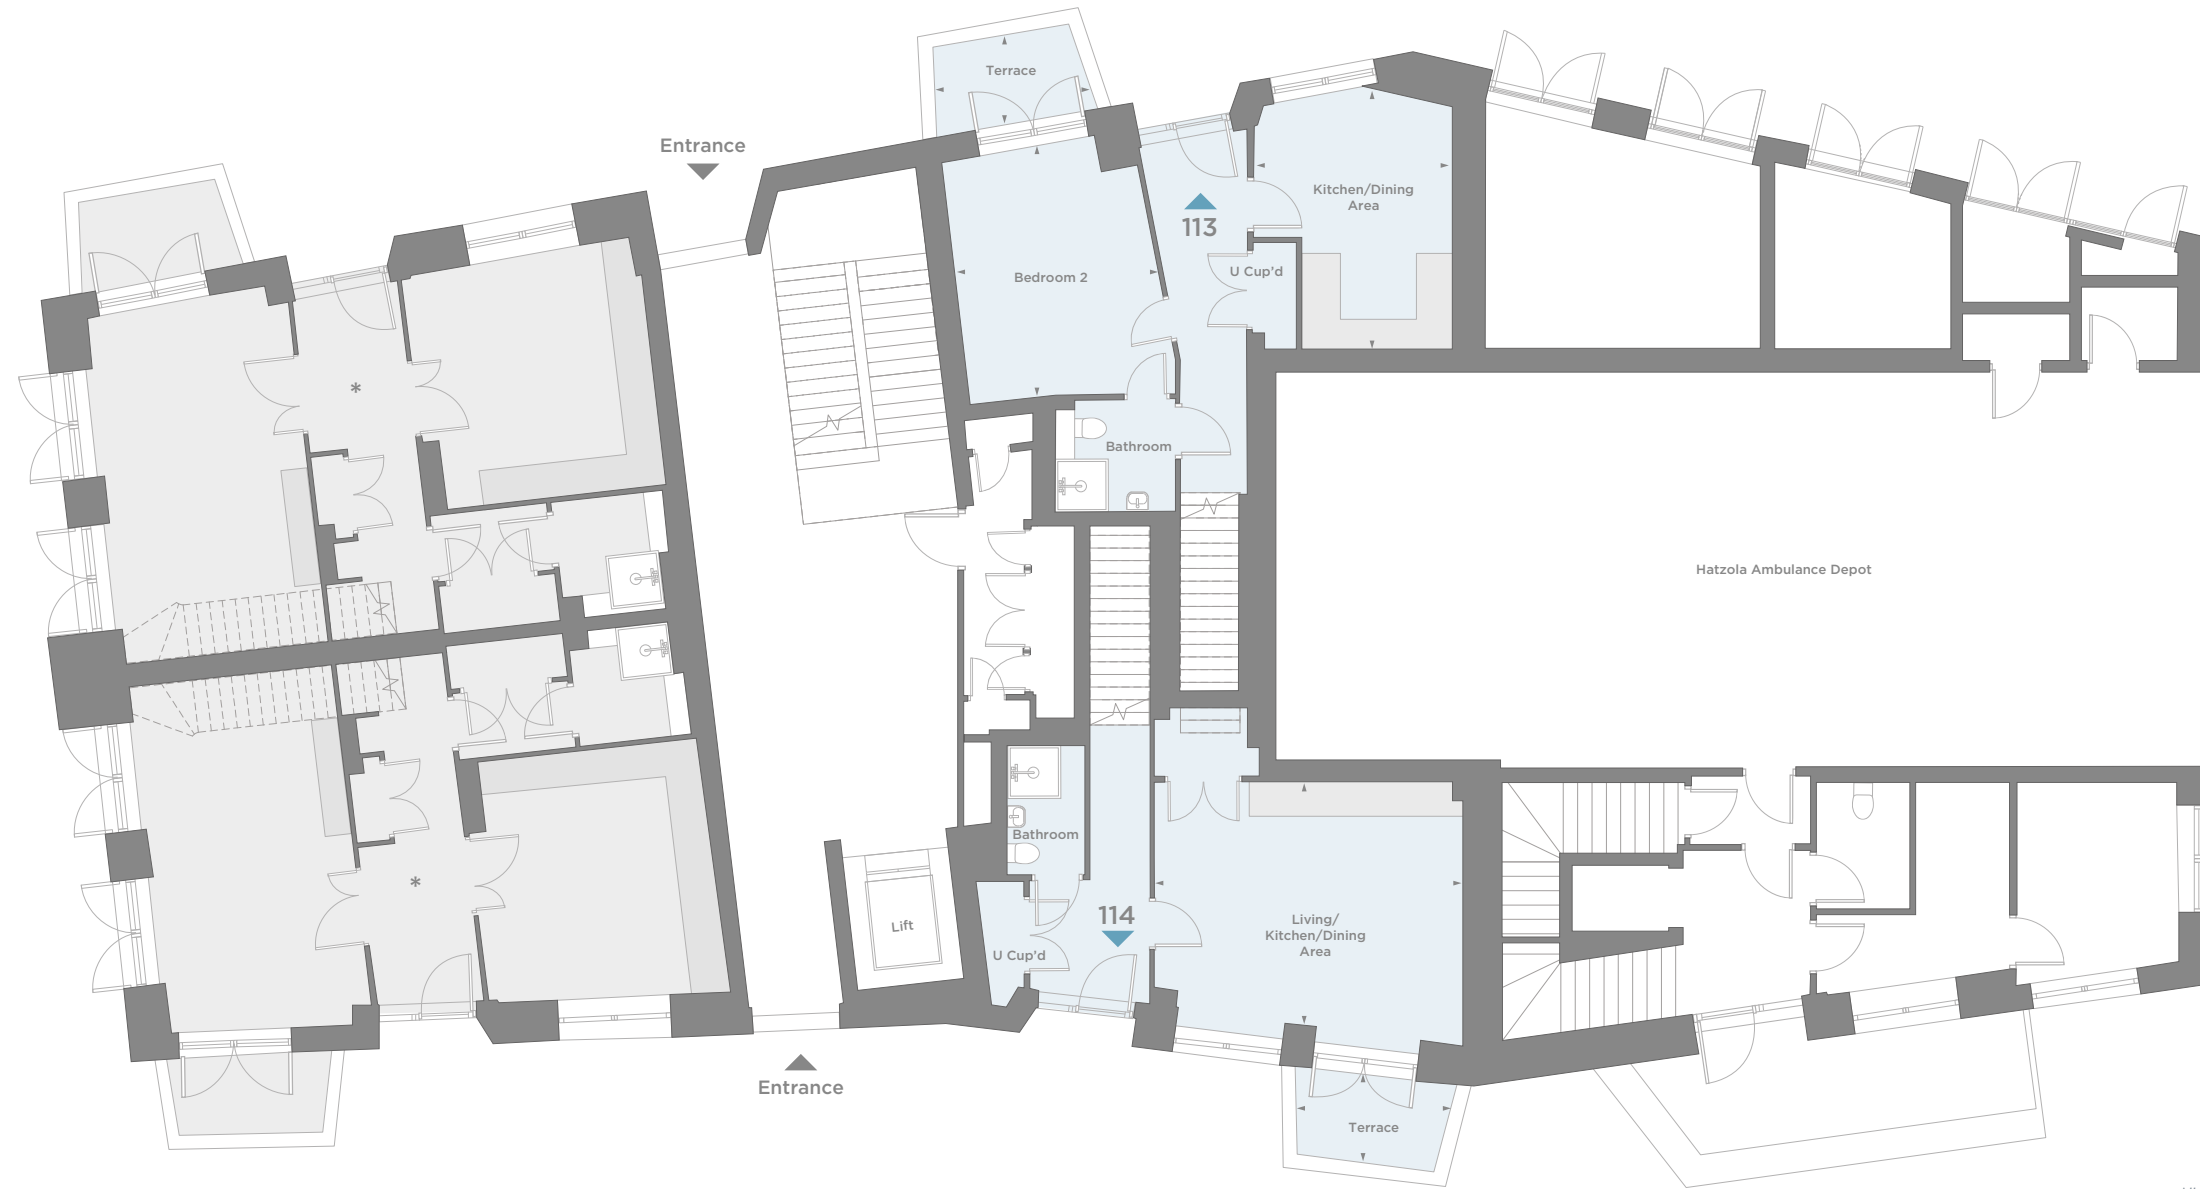 Terrace
Entrance
Kitchen/Dining
Area
113
Bedroom 2
U Cup'd
*
Bathroom
Hatzola Ambulance Depot
Bathroom
*
114
Living/
Kitchen/Dining
Area
Lift
U Cup'd
Entrance
Terrace